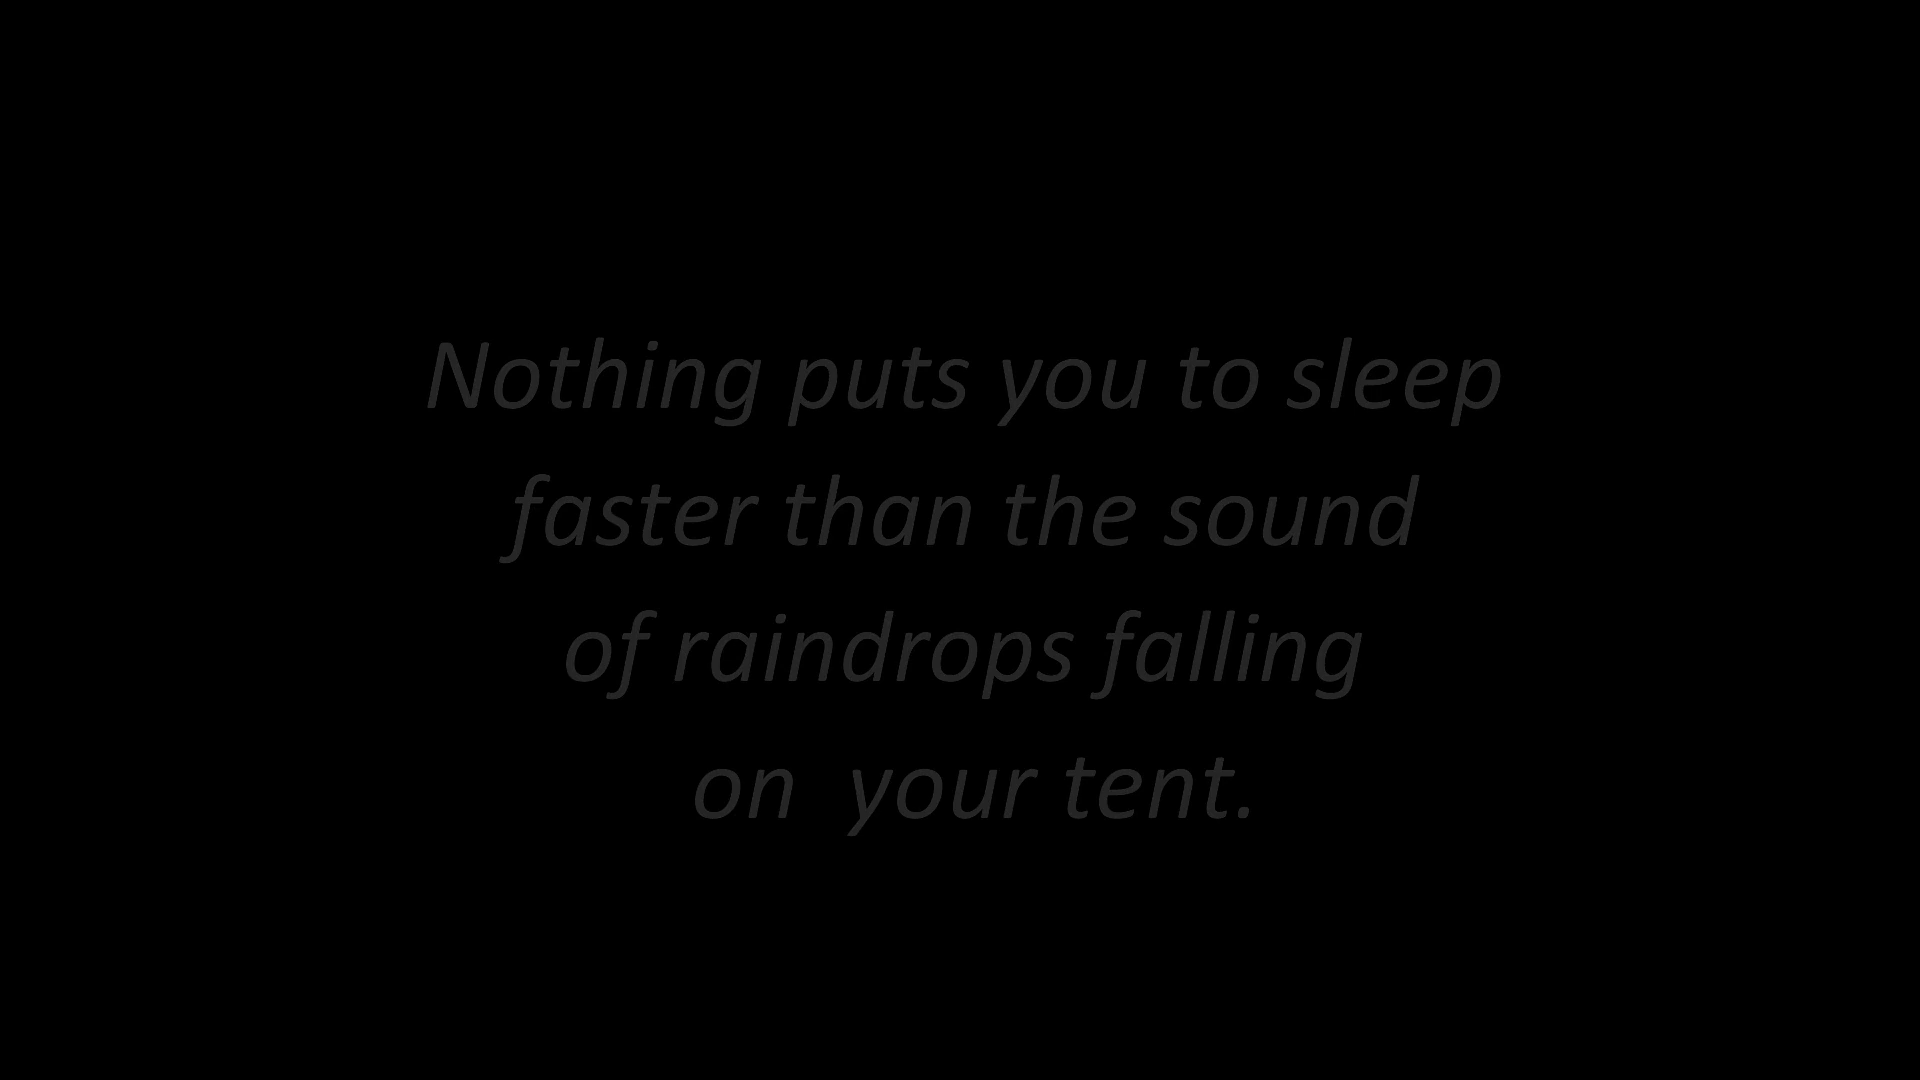 Nothing puts you to sleep
faster than the sound
of raindrops falling
on  your tent.